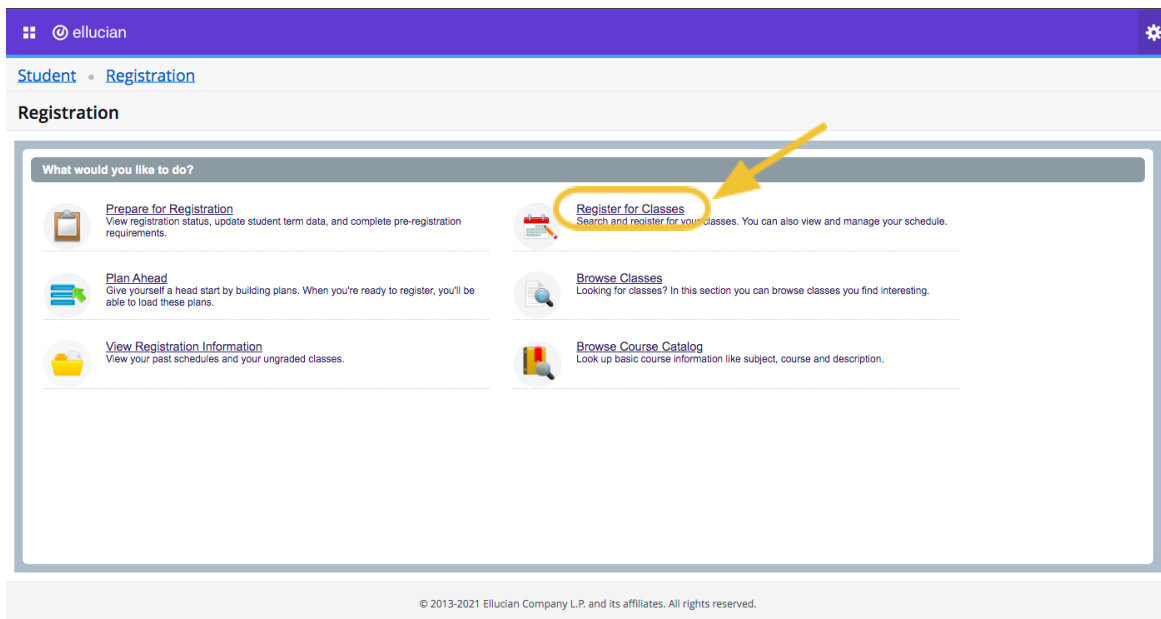 ellucian
Student • Registration
Registration
What would you like to do?
Prepare for Registration
View registration status, update student term data, and complete pre-registration
requirements.
Register for Classes
Search and register for your classes. You can also view and manage your schedule.
Plan Ahead
Give yourself a head start by building plans. When you're ready to register, you'll be
able to load these plans.
Browse Classes
Looking for classes? In this section you can browse classes you find interesting.
View Registration Information
View your past schedules and your ungraded classes.
Browse Course Catalog
Look up basic course information like subject, course and description.
© 2013-2021 Ellucian Company L.P. and its affiliates. All rights reserved.